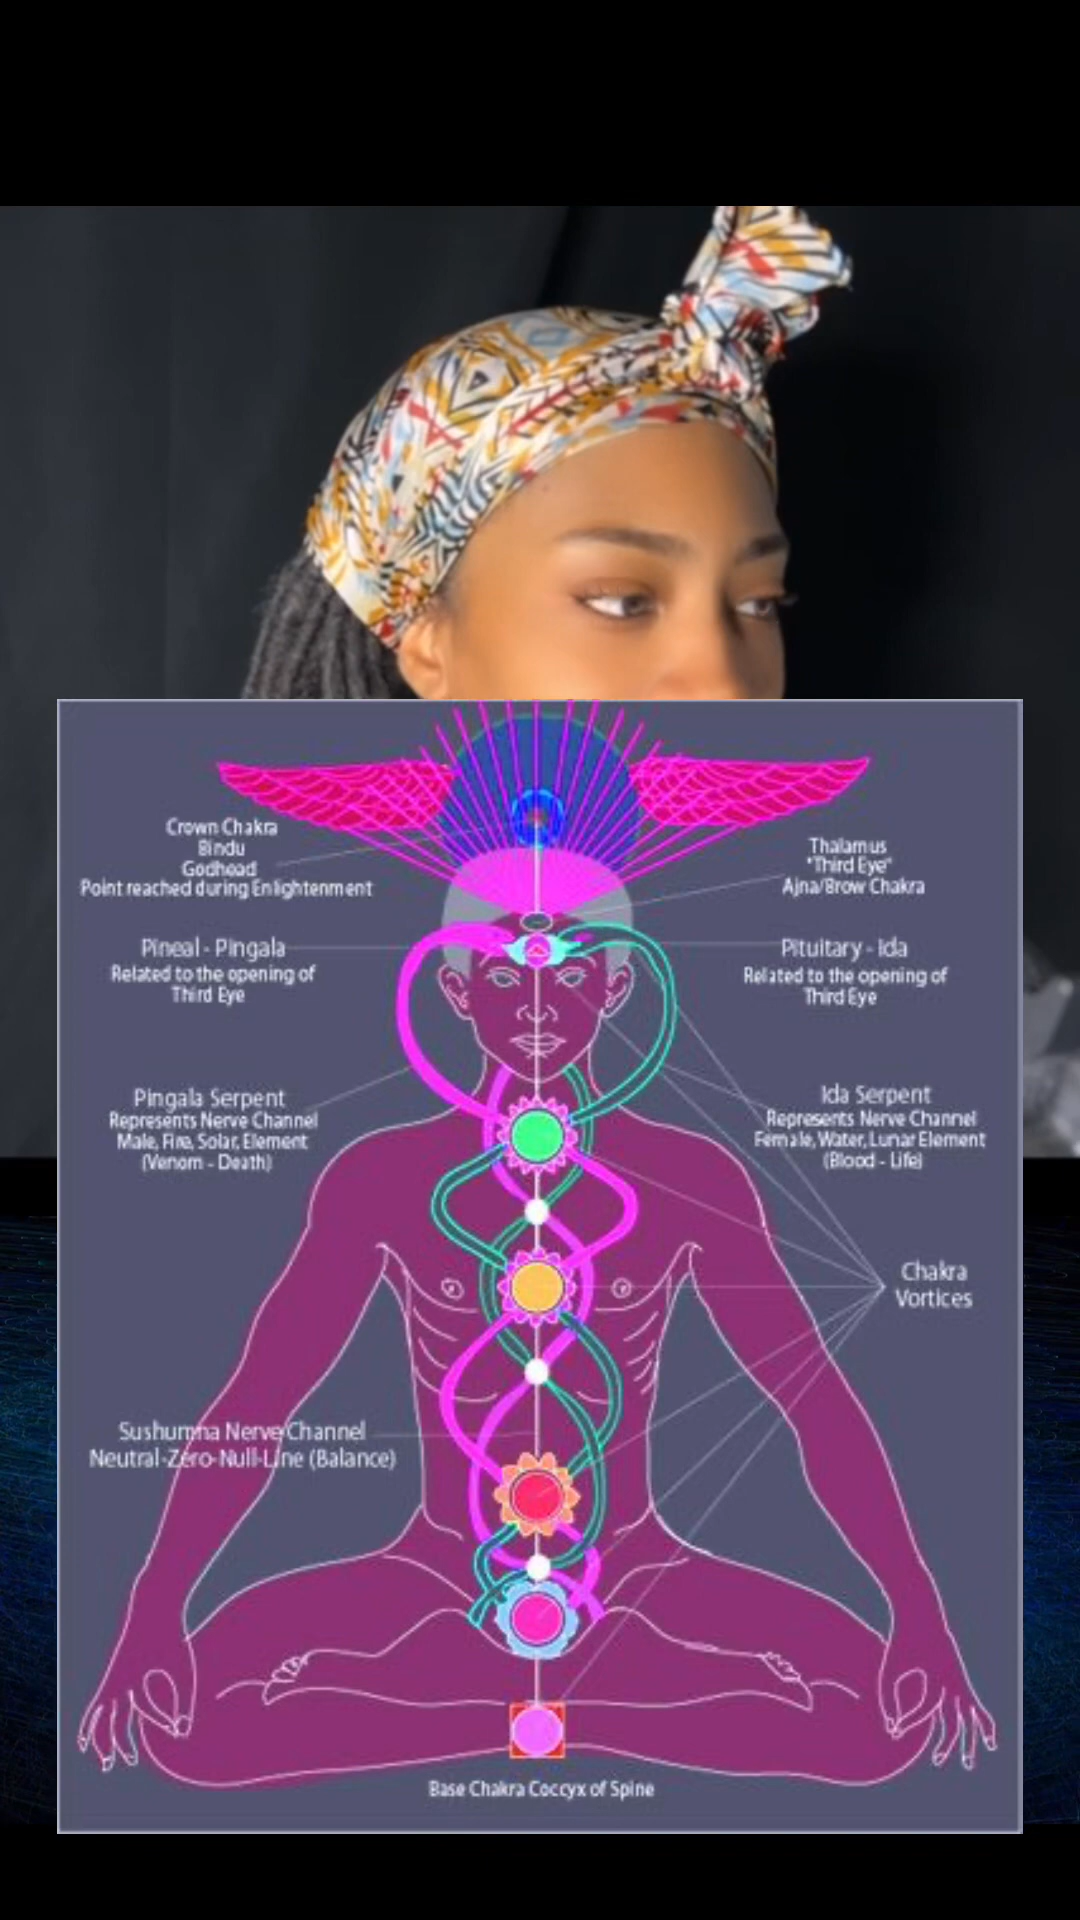 Crown Chakra
Bindu
Godhead
Point reached during Enlightenment
Thalamus
"Third Eye"
Ajna/Brow Chakra
Pineal - Pingala
Related to the opening of
Third Eye
Pituitary - Ida
Related to the opening of
Third Eye
Pingala Serpent
Represents Nerve Channel
Male, Fire, Solar, Element
(Venom - Death)
Ida Serpent
Represents Nerve Channel
Female, Water, Lunar Element
(Blood - Life)
Chakra
Vortices
Sushumna Nerve Channel
Neutral-Zero-Null-Line (Balance)
Base Chakra Coccyx of Spine